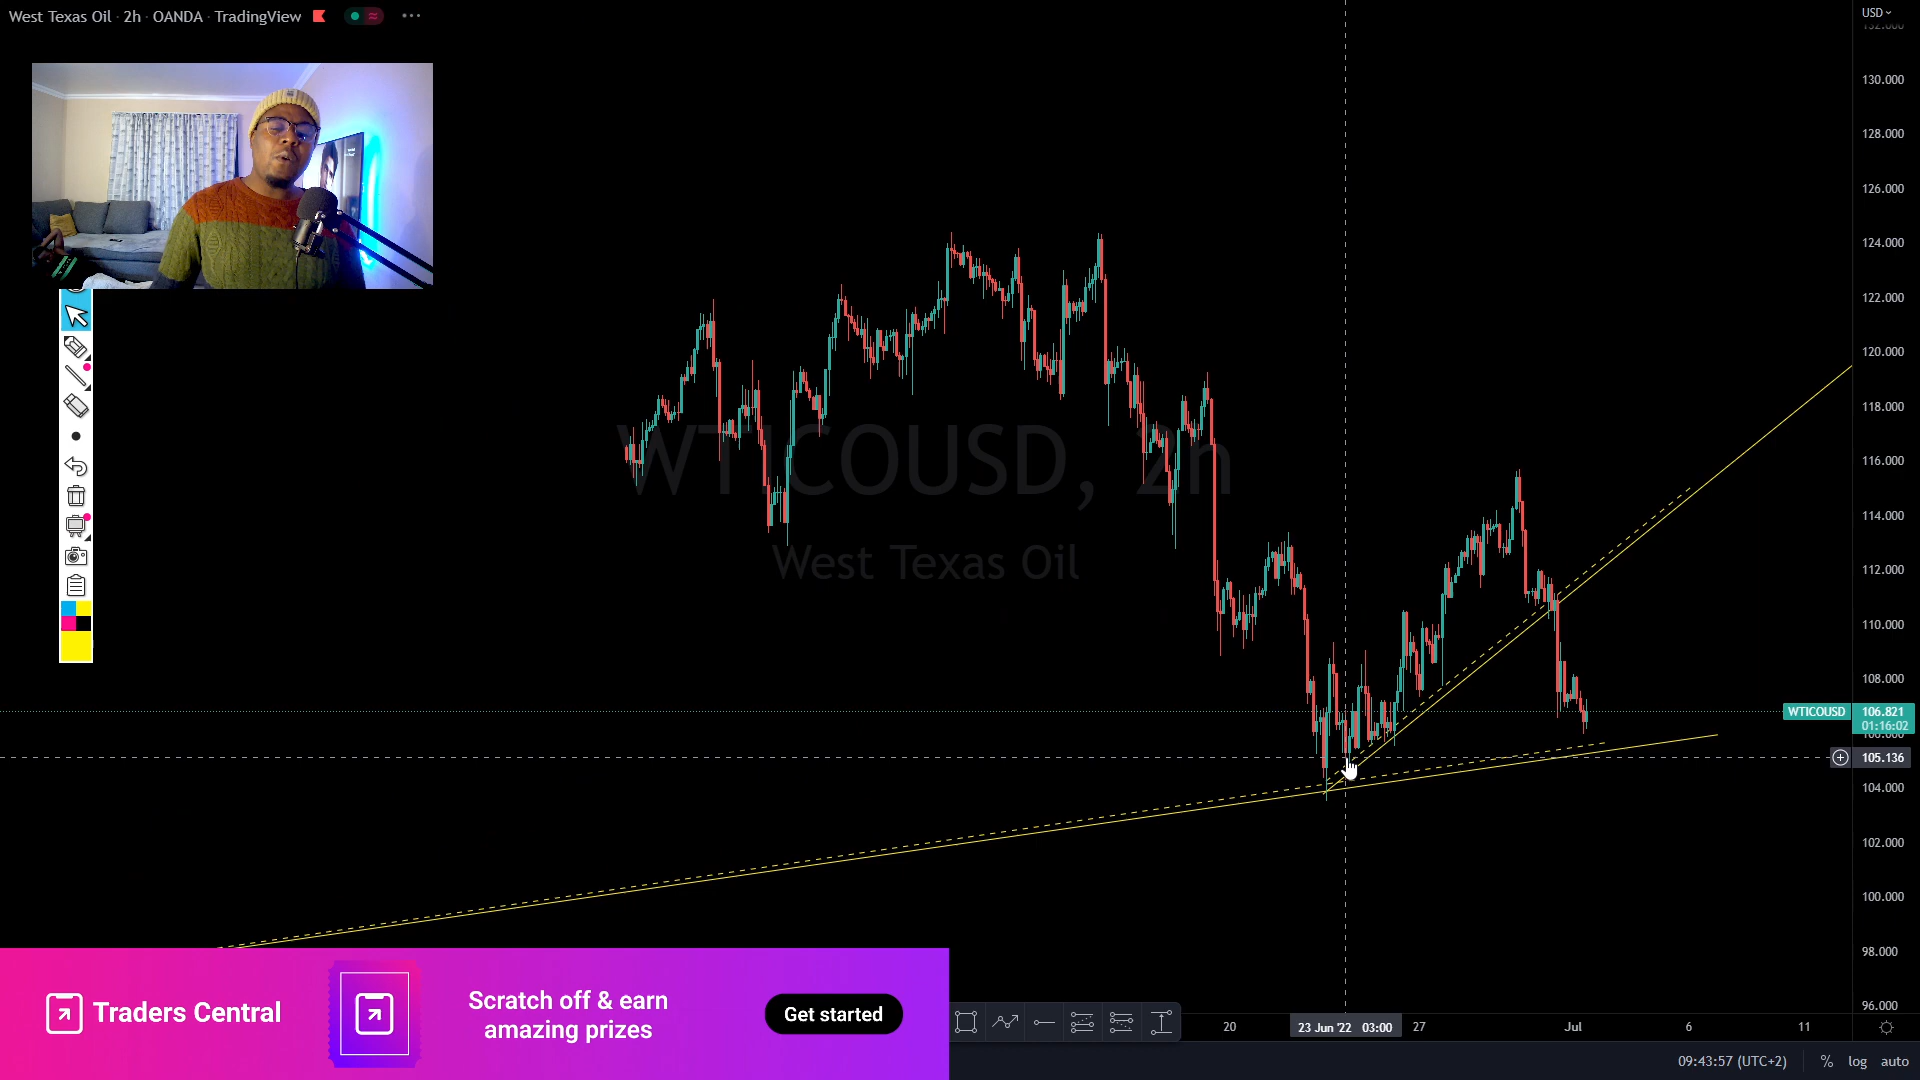 West Texas Oil · 2h · OANDA · TradingView
USD
132.000
130.000
128.000
126.000
124.000
122.000
120.000
118.000
116.000
114.000
112.000
110.000
108.000
WTICOUSD 106.821
01:16:02
106.000
105.136
104.000
102.000
100.000
98.000
96.000
WTICOUSD, 2h
West Texas Oil
Traders Central
Scratch off & earn
amazing prizes
Get started
20
23 Jun '22 03:00
27
Jul
6
11
09:43:57 (UTC+2)
%
log
auto